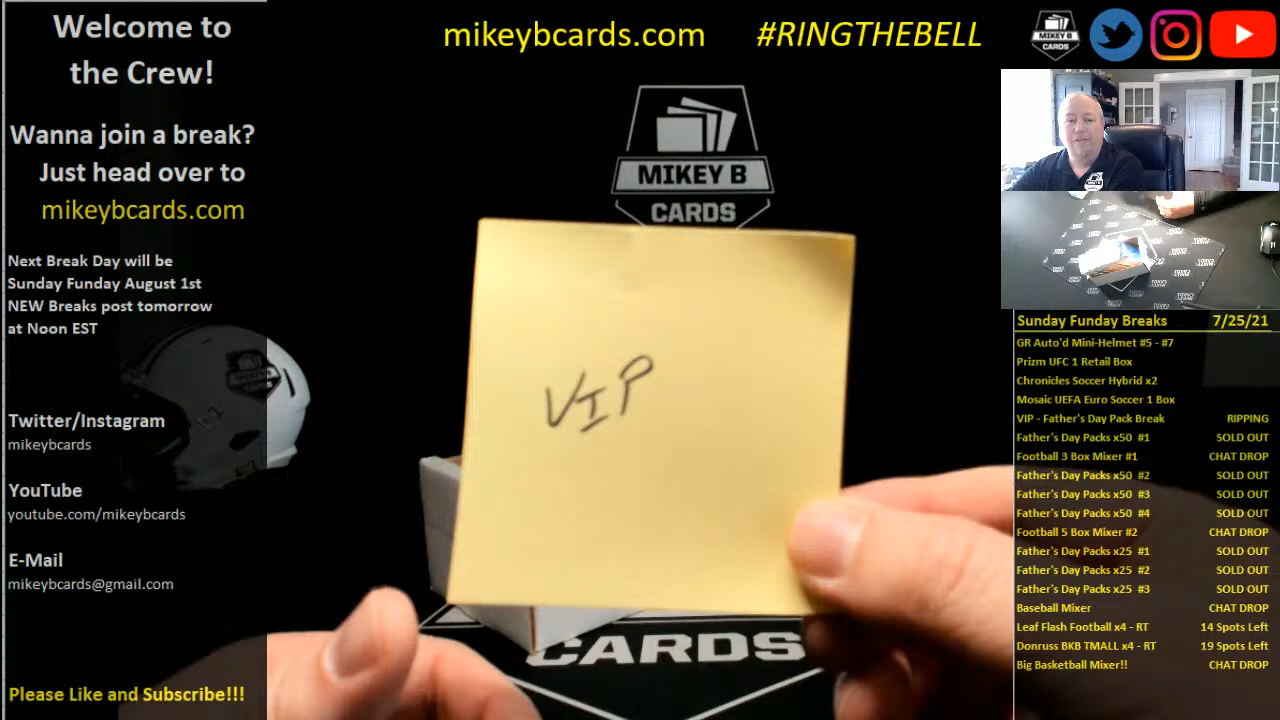 Welcome to
the Crew!
Wanna join a break?
Just head over to
mikeybcards.com
Next Break Day will be
Sunday Funday August 1st
NEW Breaks post tomorrow
at Noon EST
Twitter/Instagram
mikeybcards
YouTube
youtube.com/mikeybcards
E-Mail
mikeybcards@gmail.com
Please Like and Subscribe!!!
mikeybcards.com #RINGTHEBELL
MIKEY B
CARDS
MIKEY B
CARDS
VIP
CARDS
Sunday Funday Breaks 7/25/21
GR Auto'd Mini-Helmet #5 - #7
Prizm UFC 1 Retail Box
Chronicles Soccer Hybrid x2
Mosaic UEFA Euro Soccer 1 Box
VIP - Father's Day Pack Break RIPPING
Father's Day Packs x50 #1 SOLD OUT
Football 3 Box Mixer #1 CHAT DROP
Father's Day Packs x50 #2 SOLD OUT
Father's Day Packs x50 #3 SOLD OUT
Father's Day Packs x50 #4 SOLD OUT
Football 5 Box Mixer #2 CHAT DROP
Father's Day Packs x25 #1 SOLD OUT
Father's Day Packs x25 #2 SOLD OUT
Father's Day Packs x25 #3 SOLD OUT
Baseball Mixer CHAT DROP
Leaf Flash Football x4 - RT 14 Spots Left
Donruss BKB TMALL x4 - RT 19 Spots Left
Big Basketball Mixer!! CHAT DROP